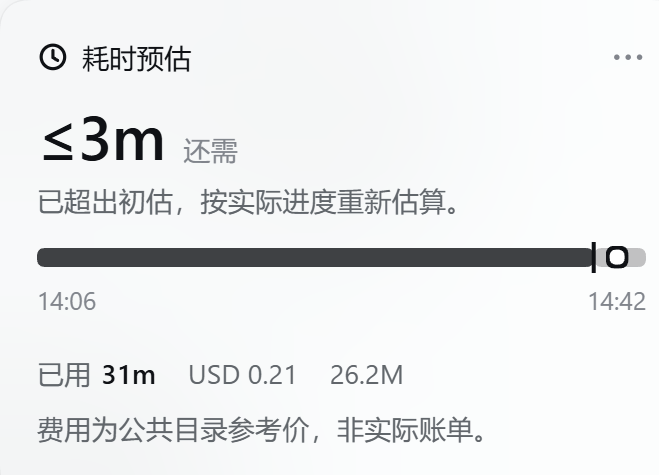 耗时预估
≤3m 还需
已超出初估，按实际进度重新估算。
14:06 14:42
已用 31m USD 0.21 26.2M
费用为公共目录参考价，非实际账单。